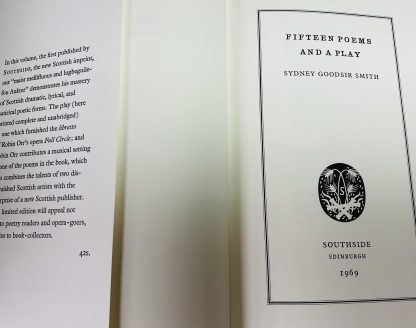 In this volume, the first published by
SOUTHSIDE, the new Scottish imprint,
our "maist mellifluous and lugbeguile-
fou Auktor" demonstrates his mastery
of Scottish dramatic, lyrical, and
satirical poetic forms. The play (here
printed complete and unabridged)
one which furnished the libretto
Robin Orr's opera Full Circle; and
Robin Orr contributes a musical setting
one of the poems in the book, which
combines the talents of two dis-
uished Scottish artists with the
rprise of a new Scottish publisher.
limited edition will appeal not
to poetry readers and opera-goers,
also to book-collectors.
42s.
FIFTEEN POEMS
AND A PLAY
SYDNEY GOODSIR SMITH
SOUTHSIDE
EDINBURGH
1969